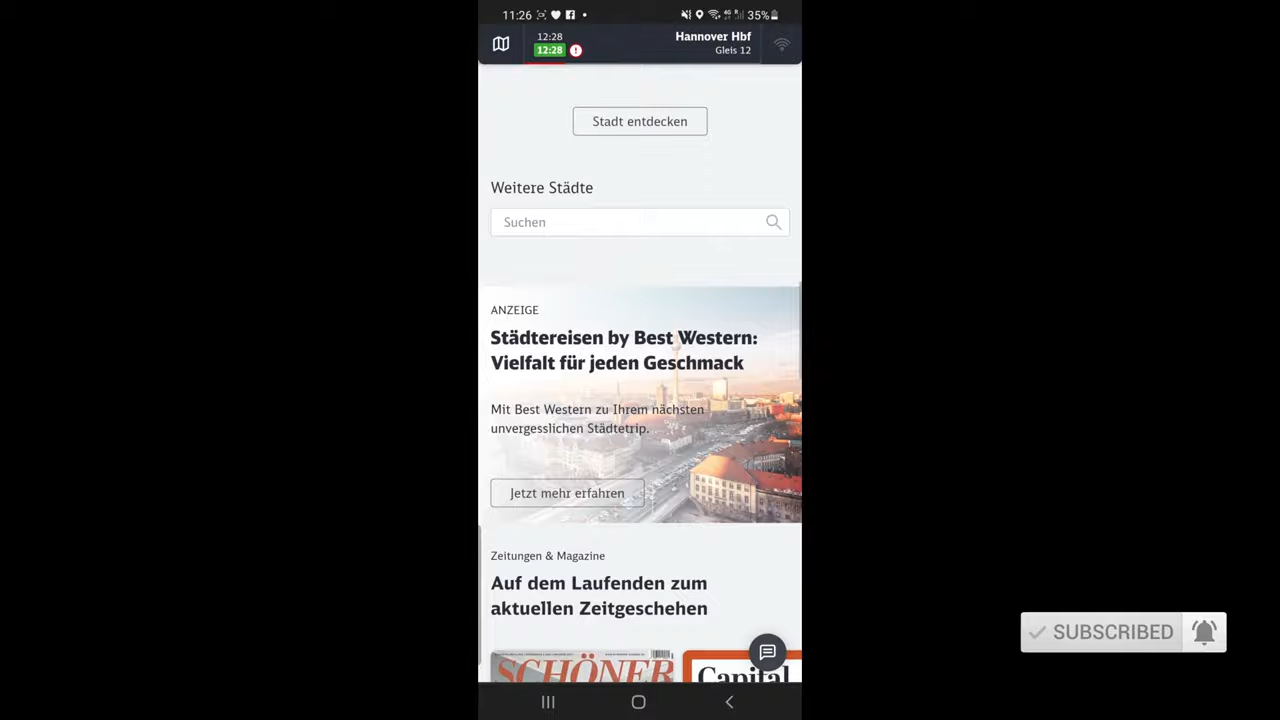 11:26
35%
12:28
Hannover Hbf
12:28
Gleis 12
Stadt entdecken
Weitere Städte
Suchen
ANZEIGE
Städtereisen by Best Western:
Vielfalt für jeden Geschmack
Mit Best Western zu Ihrem nächsten
unvergesslichen Städtetrip.
Jetzt mehr erfahren
Zeitungen & Magazine
Auf dem Laufenden zum
aktuellen Zeitgeschehen
SCHÖNER
Capital
SUBSCRIBED